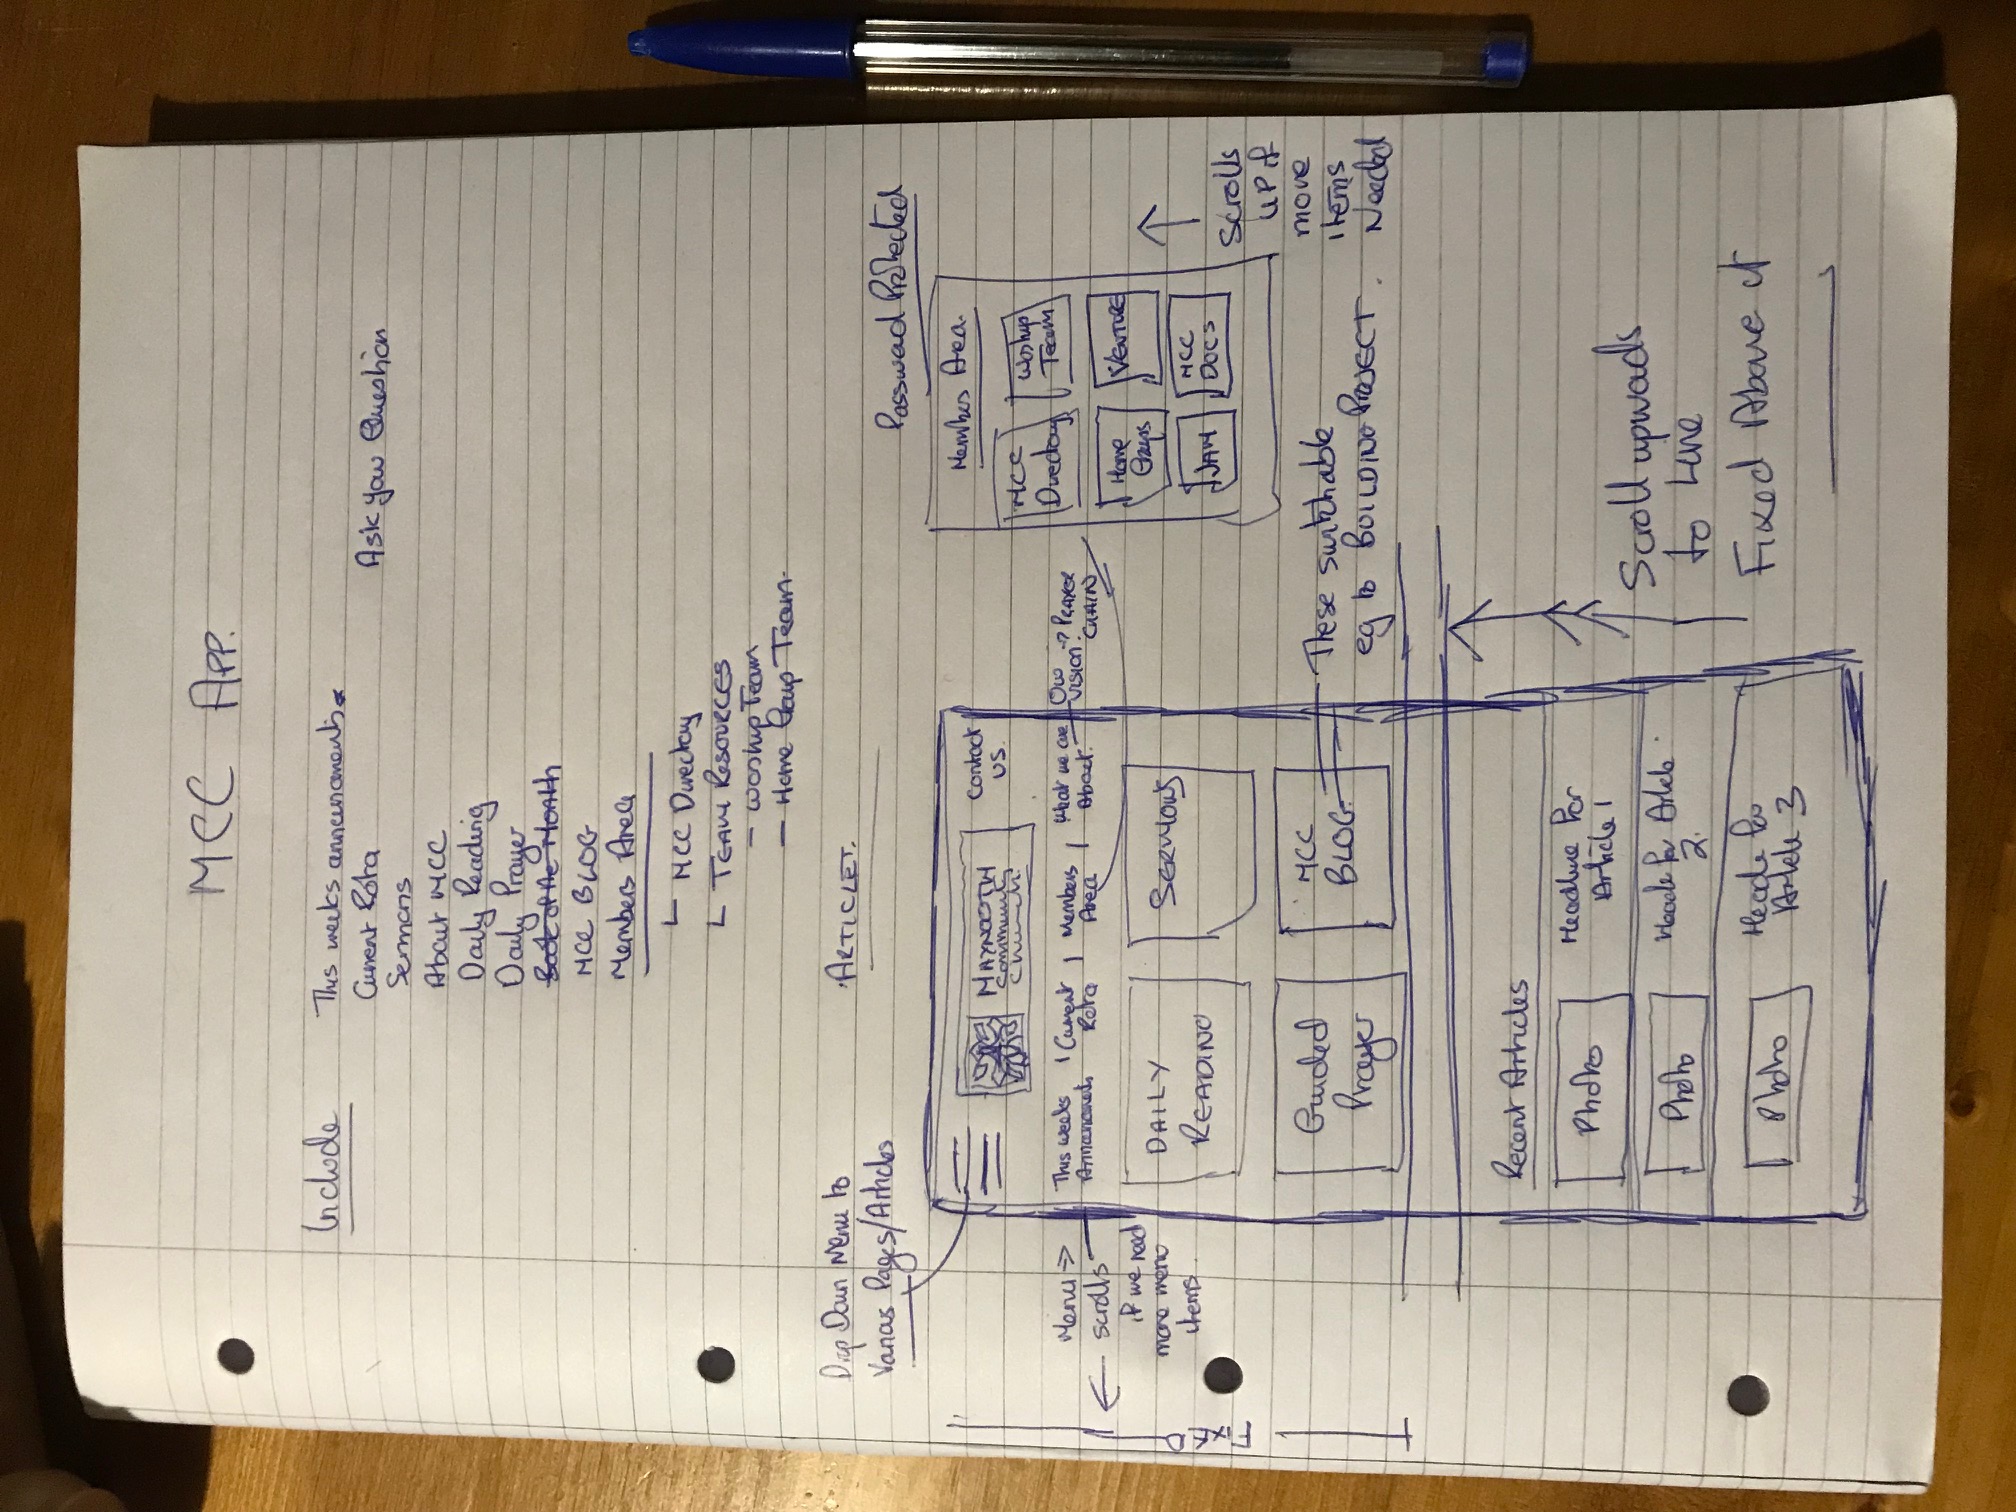 MCC App.
Include
This weeks announcements
Current Rota
Ask Your Question
Sermons
About MCC
Daily Reading
Daily Prayer
Book of the Month
MCC BLOG
Members Area
MCC Directory
TEAM RESOURCES
- Worship Team
- Home Group Team
Drop Down Menu to
Various Pages/Articles
Password Protected
MAYNOOTH
Community
Church
Contact
US.
Members Area
MCC
Directory
Worship
Team
Home
Groups
VENTURE
JAM
MCC
DOCS
Menu
scrolls
if we need
more menu
items.
FIXED
This weeks
Announcements
Current
Rota
Members
Area
What we are
About.
Our
Vision
PRAYER
CHAIN
DAILY
READING
SERMONS
Guided
Prayer
MCC
BLOG
These switchable
eg to BUILDING PROJECT.
Scrolls
UP if
more
items
Needed
Recent Articles
Photo
Headline for
Article 1
Photo
Headle for Article
2.
Photo
Headle for
Article 3
Scroll upwards
to Line
Fixed Above it